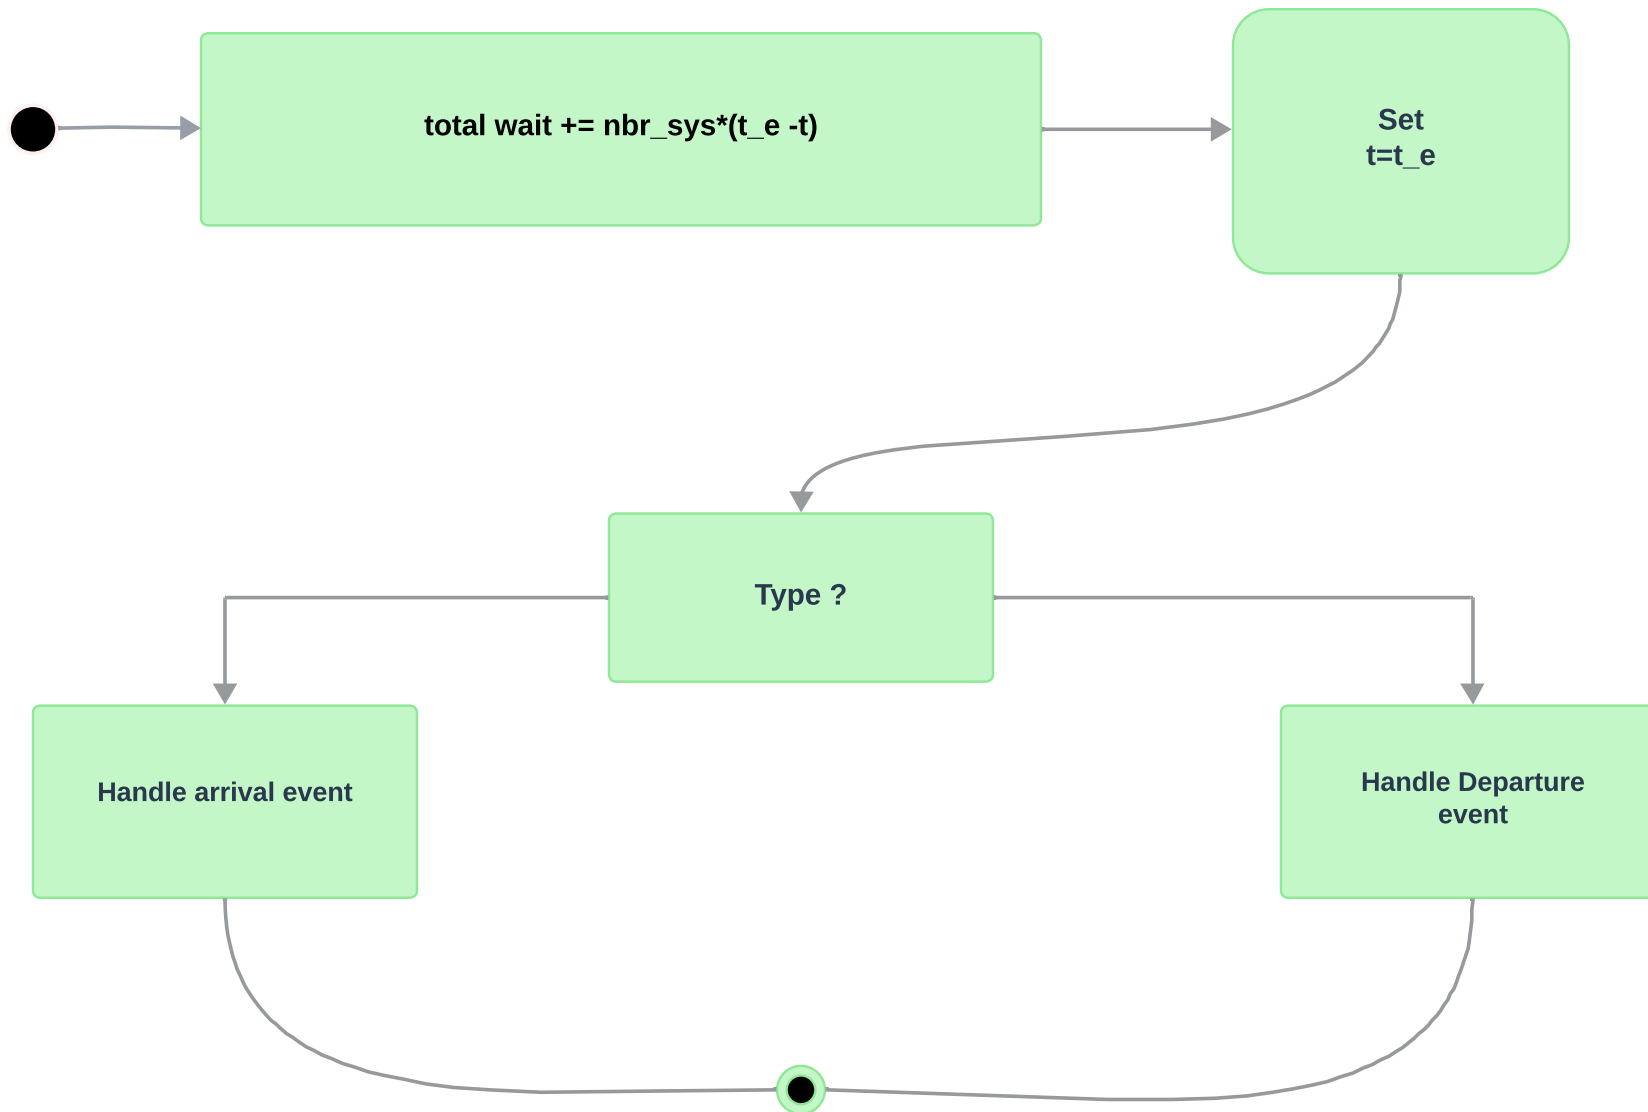 total wait += nbr_sys*(t_e -t)
Set
t=t_e
Type ?
Handle arrival event
Handle Departure
event